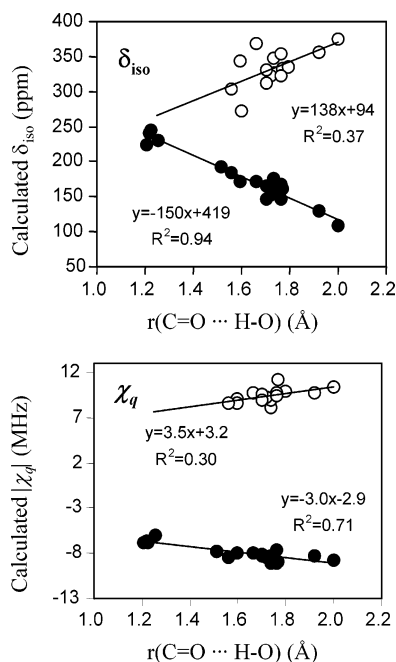 400
350
300
250
200
150
100
50
Calculated δiso (ppm)
δiso
y=138x+94
R²=0.37
y=-150x+419
R²=0.94
1.0 1.2 1.4 1.6 1.8 2.0 2.2
r(C=O ··· H-O) (Å)
12
7
2
-3
-8
-13
Calculated |χq| (MHz)
χq
y=3.5x+3.2
R²=0.30
y=-3.0x-2.9
R²=0.71
1.0 1.2 1.4 1.6 1.8 2.0 2.2
r(C=O ··· H-O) (Å)